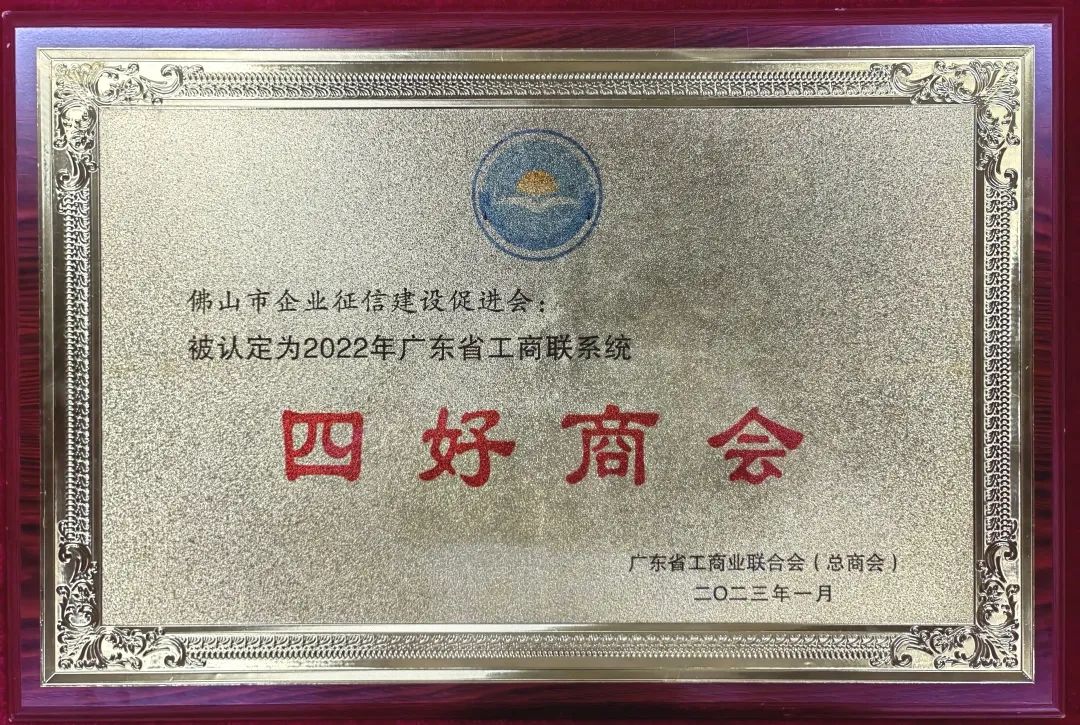 佛山市企业征信建设促进会：
被认定为2022年广东省工商联系统
四好商会
广东省工商业联合会（总商会）
二〇二三年一月